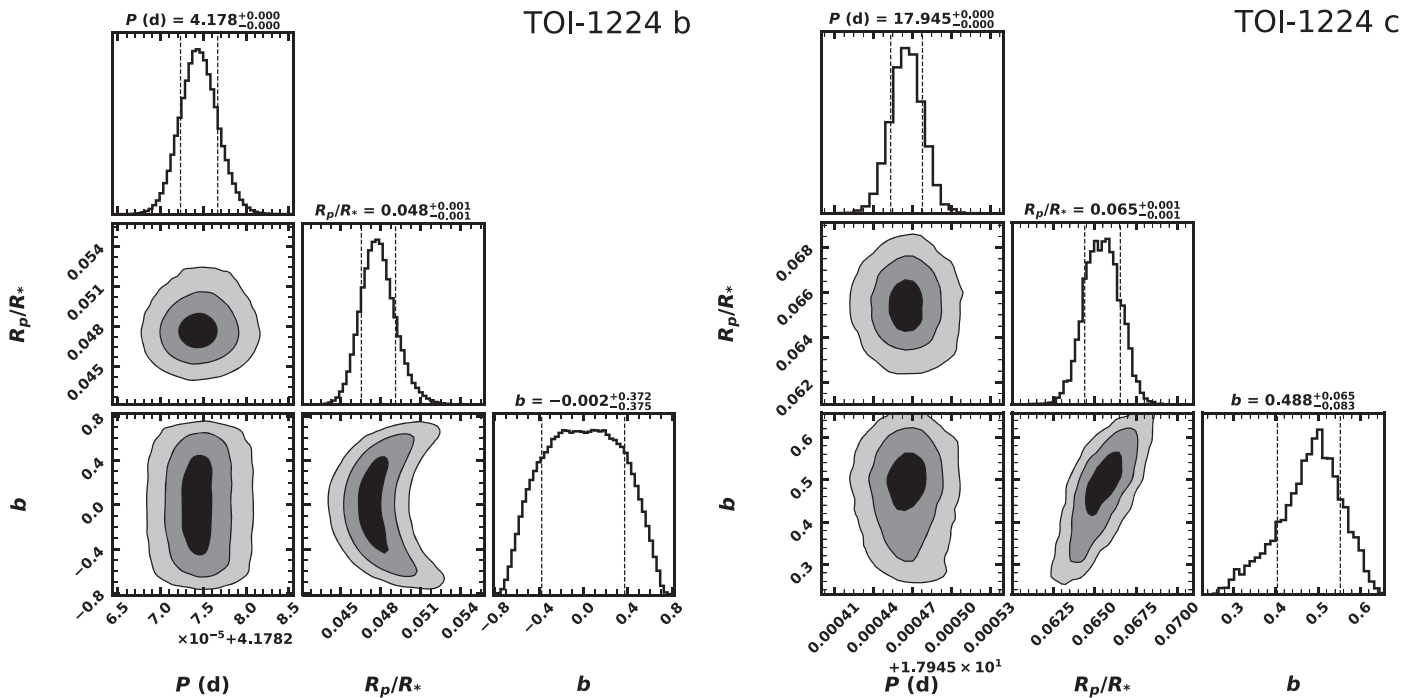 TOI-1224 b
P (d) = 4.178+0.000 −0.000
Rp/R* = 0.048+0.001 −0.001
b = −0.002+0.372 −0.375
Rp/R*
0.054
0.051
0.048
0.045
b
0.8
0.4
0.0
−0.4
−0.8
6.5 7.0 7.5 8.0 8.5
×10−5+4.1782
0.045 0.048 0.051 0.054
−0.8 −0.4 0.0 0.4 0.8
P (d) Rp/R* b
TOI-1224 c
P (d) = 17.945+0.000 −0.000
Rp/R* = 0.065+0.001 −0.001
b = 0.488+0.065 −0.083
Rp/R*
0.068
0.066
0.064
0.062
b
0.6
0.5
0.4
0.3
0.00041 0.00044 0.00047 0.00050 0.00053
+1.7945 × 101
0.0625 0.0650 0.0675 0.0700
0.3 0.4 0.5 0.6
P (d) Rp/R* b